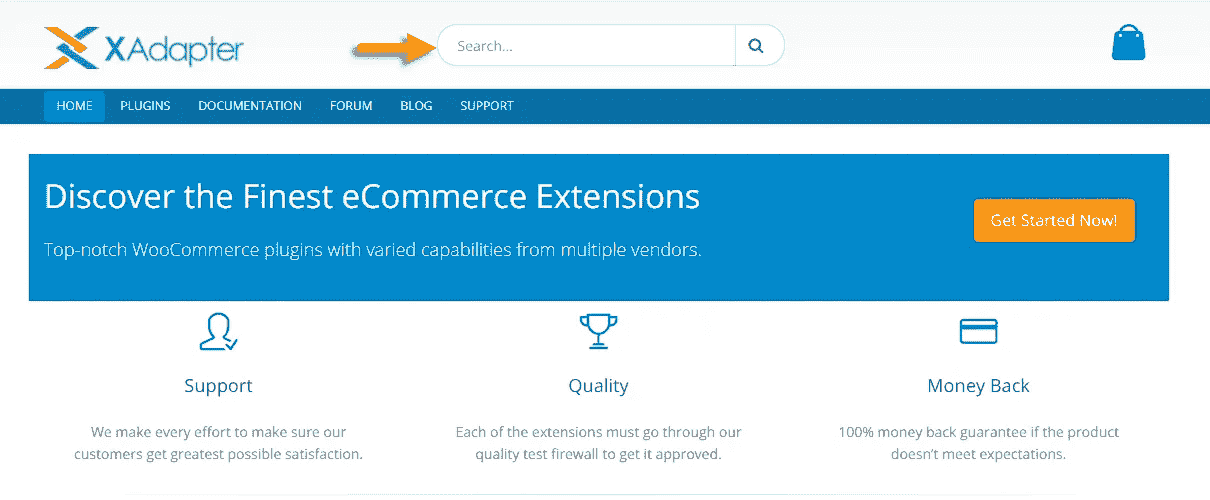 XAdapter
Search...
HOME PLUGINS DOCUMENTATION FORUM BLOG SUPPORT
Discover the Finest eCommerce Extensions
Get Started Now!
Top-notch WooCommerce plugins with varied capabilities from multiple vendors.
Support
We make every effort to make sure our
customers get greatest possible satisfaction.
Quality
Each of the extensions must go through our
quality test firewall to get it approved.
Money Back
100% money back guarantee if the product
doesn’t meet expectations.